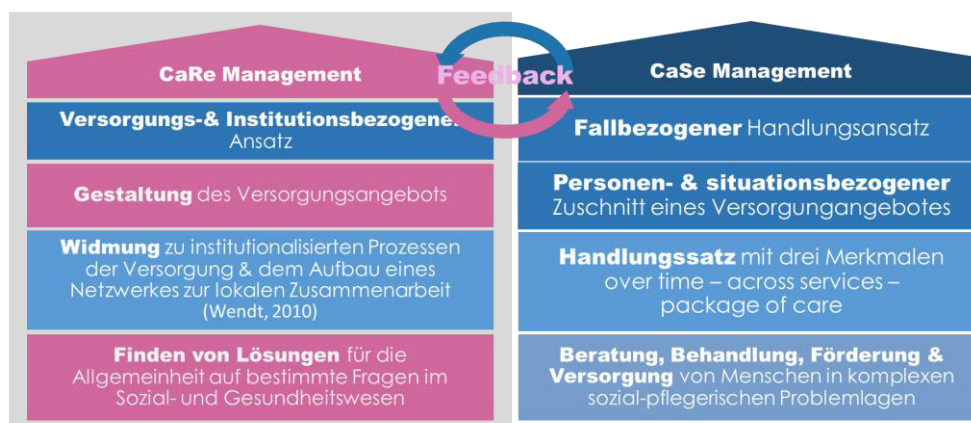 CaRe Management
Versorgungs-& Institutionsbezogener
Ansatz
Gestaltung des Versorgungsangebots
Widmung zu institutionalisierten Prozessen
der Versorgung & dem Aufbau eines
Netzwerkes zur lokalen Zusammenarbeit
(Wendt, 2010)
Finden von Lösungen für die
Allgemeinheit auf bestimmte Fragen im
Sozial- und Gesundheitswesen
Feedback
CaSe Management
Fallbezogener Handlungsansatz
Personen- & situationsbezogener
Zuschnitt eines Versorgungangebotes
Handlungssatz mit drei Merkmalen
over time – across services –
package of care
Beratung, Behandlung, Förderung &
Versorgung von Menschen in komplexen
sozial-pflegerischen Problemlagen